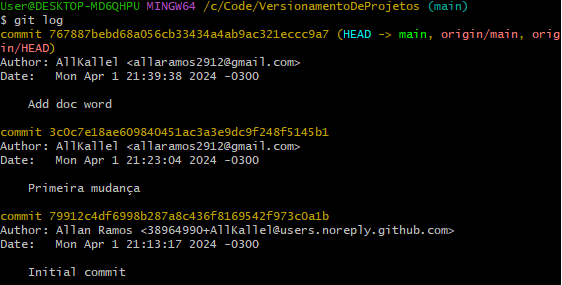 User@DESKTOP-MD6QHPU MINGW64 /c/Code/VersionamentoDeProjetos (main)
$ git log
commit 767887bebd68a056cb33434a4ab9ac321eccc9a7 (HEAD -> main, origin/main, orig
in/HEAD)
Author: AllKallel <allaramos2912@gmail.com>
Date:   Mon Apr 1 21:39:38 2024 -0300
    Add doc word
commit 3c0c7e18ae609840451ac3a3e9dc9f248f5145b1
Author: AllKallel <allaramos2912@gmail.com>
Date:   Mon Apr 1 21:23:04 2024 -0300
    Primeira mudança
commit 79912c4df6998b287a8c436f8169542f973c0a1b
Author: Allan Ramos <38964990+AllKallel@users.noreply.github.com>
Date:   Mon Apr 1 21:13:17 2024 -0300
    Initial commit